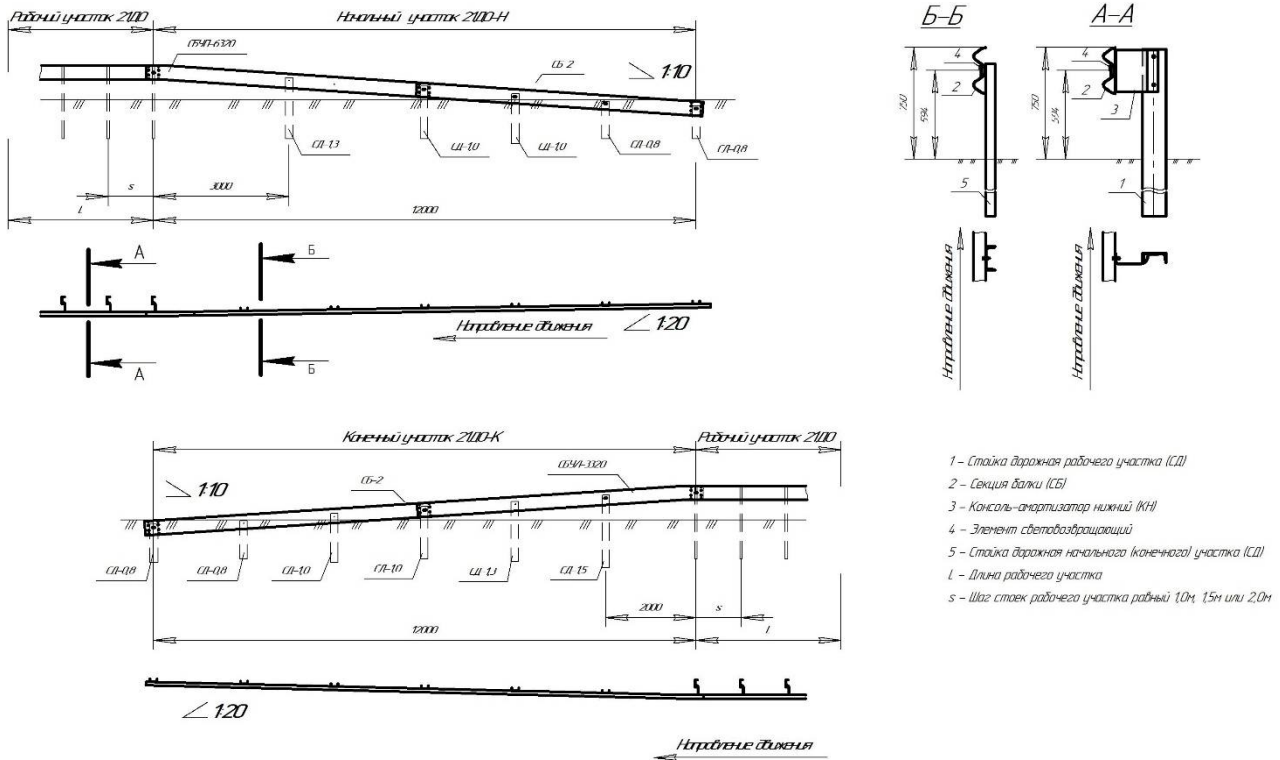 Рабочий участок 21ДО
Начальный участок 21ДО-Н
СБ-2
1:10
СД-1,3
СД-1,0
СД-1,0
СД-0,8
СД-0,8
s
3000
L
12000
А
Б
Направление движения
1:20
А
Б
Б-Б
А-А
4
2
750
594
5
4
2
3
750
594
1
Направление движения
Направление движения
Конечный участок 21ДО-К
Рабочий участок 21ДО
1:10
СБ-2
СД-0,8
СД-0,8
СД-1,0
СД-1,0
СД-1,3
СД-1,5
2000
s
12000
L
1:20
Направление движения
1 - Стойка дорожная рабочего участка (СД)
2 - Секция балки (СБ)
3 - Консоль-амортизатор нижний (КН)
4 - Элемент световозвращающий
5 - Стойка дорожная начального (конечного) участка (СД)
L - Длина рабочего участка
s - Шаг стоек рабочего участка равный 1,0м, 1,5м или 2,0м